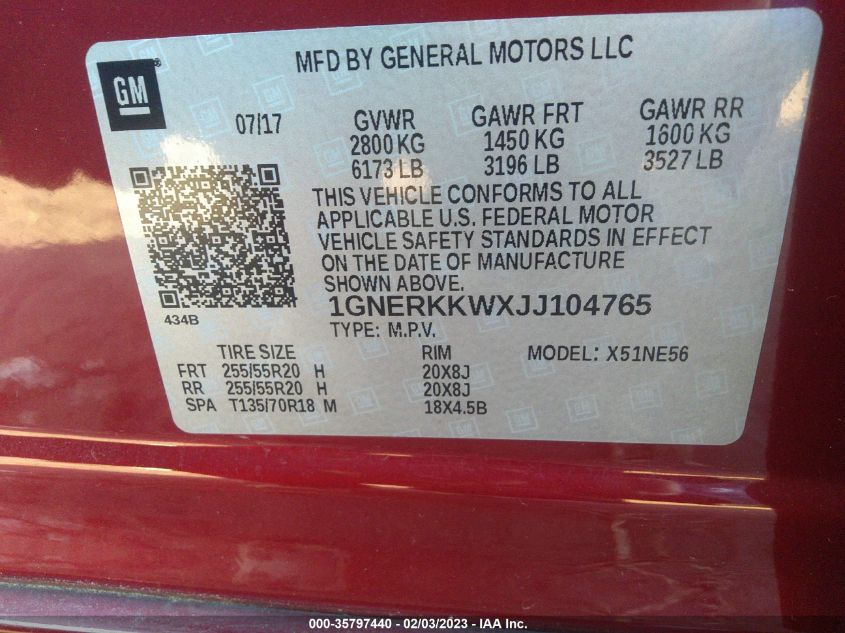 MFD BY GENERAL MOTORS LLC
GM®
07/17 GVWR GAWR FRT GAWR RR
2800 KG 1450 KG 1600 KG
6173 LB 3196 LB 3527 LB
THIS VEHICLE CONFORMS TO ALL
APPLICABLE U.S. FEDERAL MOTOR
VEHICLE SAFETY STANDARDS IN EFFECT
ON THE DATE OF MANUFACTURE
SHOWN ABOVE.
1GNERKKWXJJ104765
434B
TYPE: M.P.V.
TIRE SIZE RIM MODEL: X51NE56
FRT 255/55R20 H 20X8J
RR 255/55R20 H 20X8J
SPA T135/70R18 M 18X4.5B
000-35797440 - 02/03/2023 - IAA Inc.